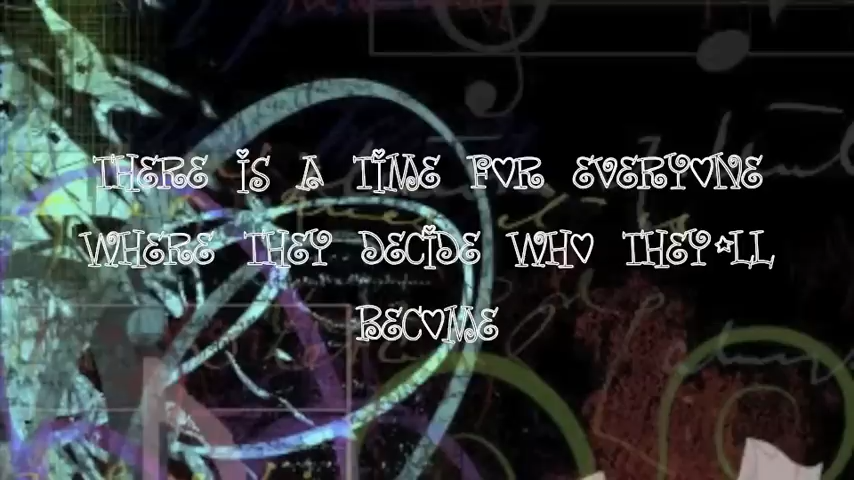 THERE IS A TIME FOR EVERYONE
WHERE THEY DECIDE WHO THEY*LL
BECOME